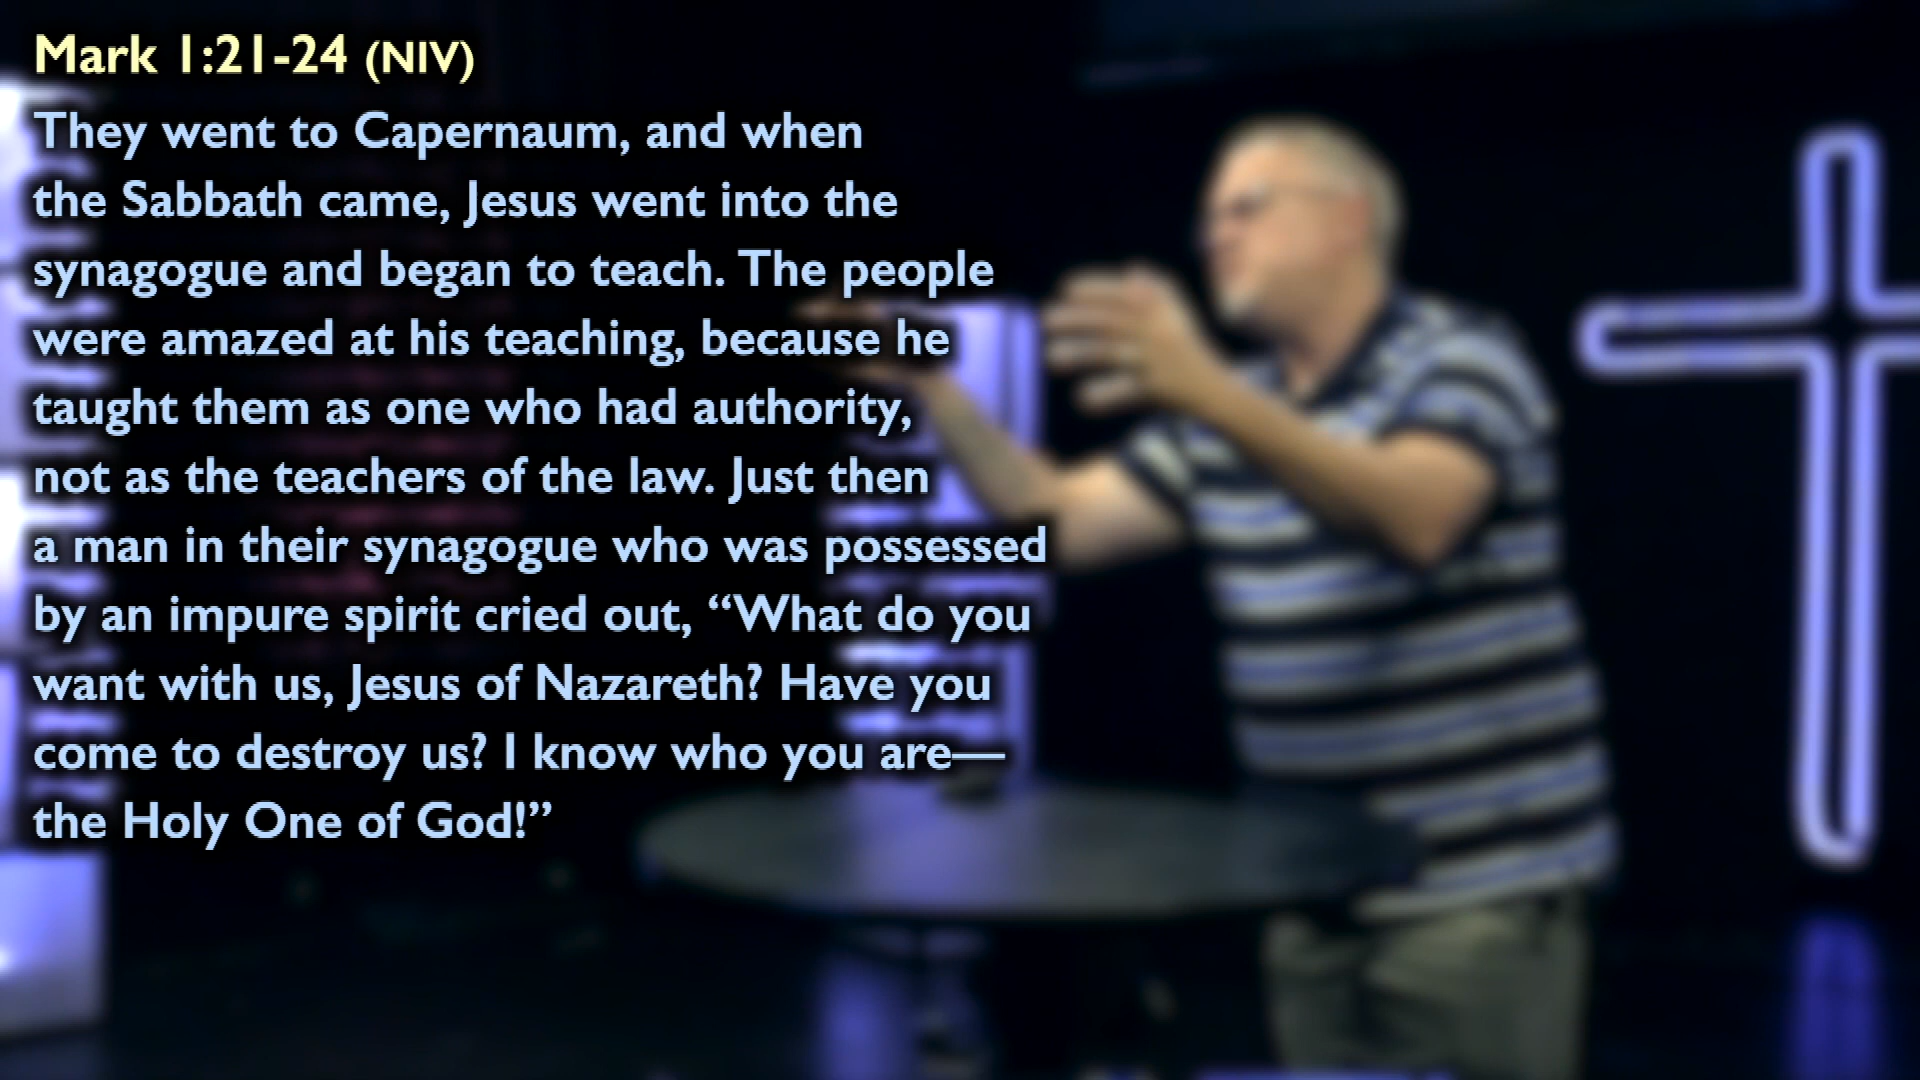 Mark 1:21-24 (NIV)
They went to Capernaum, and when
the Sabbath came, Jesus went into the
synagogue and began to teach. The people
were amazed at his teaching, because he
taught them as one who had authority,
not as the teachers of the law. Just then
a man in their synagogue who was possessed
by an impure spirit cried out, “What do you
want with us, Jesus of Nazareth? Have you
come to destroy us? I know who you are—
the Holy One of God!”